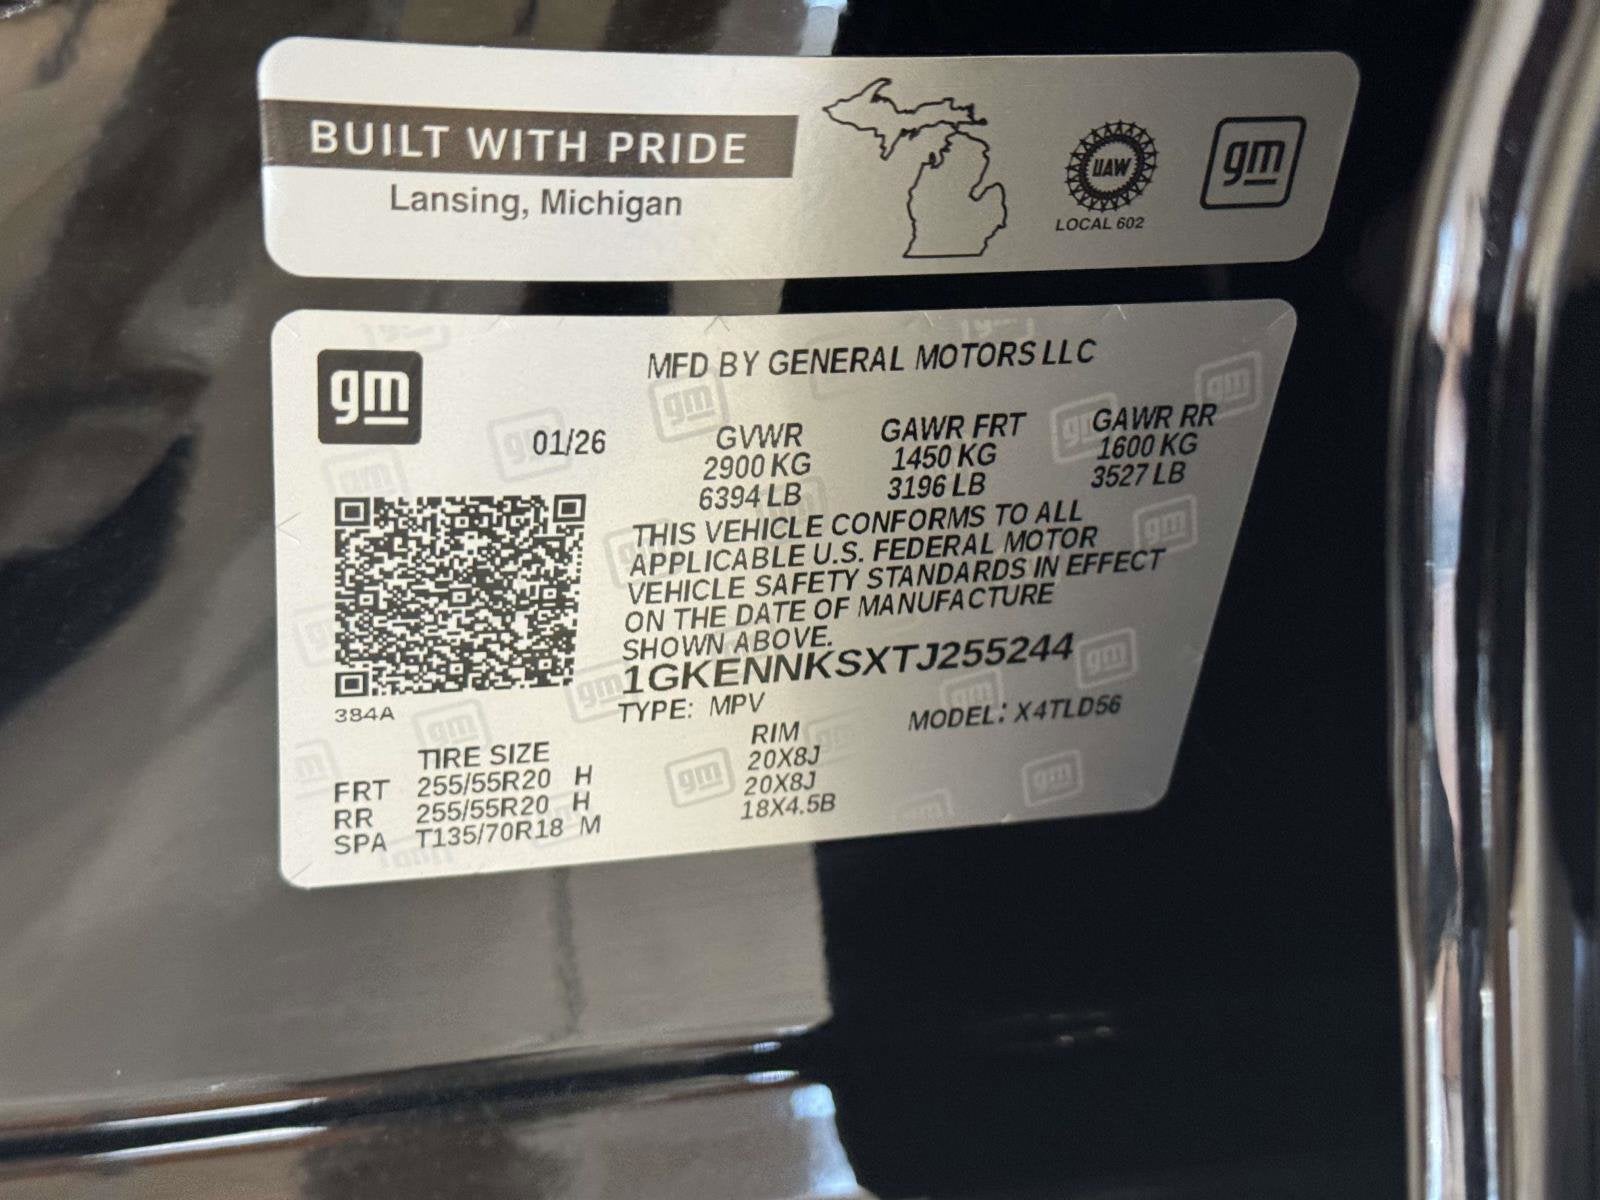 BUILT WITH PRIDE
Lansing, Michigan
UAW
LOCAL 602
gm
gm
MFD BY GENERAL MOTORS LLC
01/26
GVWR GAWR FRT GAWR RR
2900 KG 1450 KG 1600 KG
6394 LB 3196 LB 3527 LB
THIS VEHICLE CONFORMS TO ALL
APPLICABLE U.S. FEDERAL MOTOR
VEHICLE SAFETY STANDARDS IN EFFECT
ON THE DATE OF MANUFACTURE
SHOWN ABOVE.
1GKENNKSXTJ255244
384A
TYPE: MPV MODEL: X4TLD56
TIRE SIZE RIM
FRT 255/55R20 H 20X8J
RR 255/55R20 H 20X8J
SPA T135/70R18 M 18X4.5B